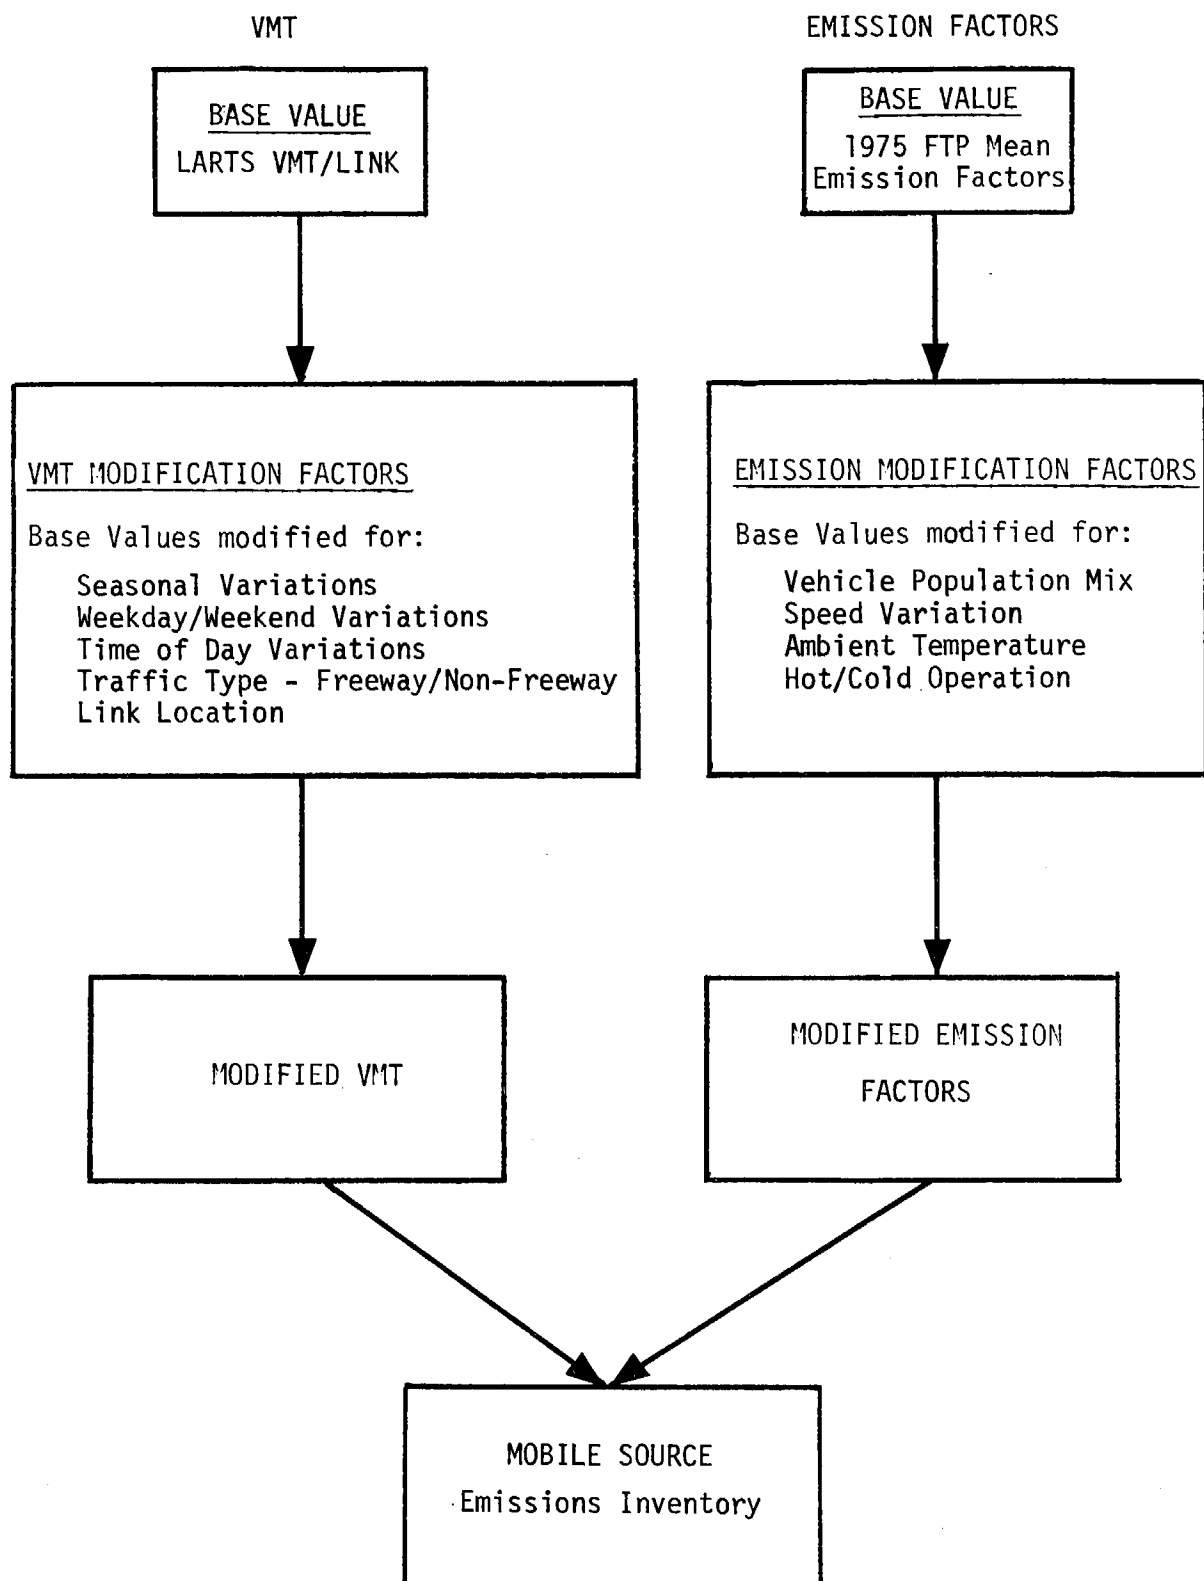 VMT
EMISSION FACTORS
BASE VALUE
LARTS VMT/LINK
BASE VALUE
1975 FTP Mean
Emission Factors
VMT MODIFICATION FACTORS
Base Values modified for:
Seasonal Variations
Weekday/Weekend Variations
Time of Day Variations
Traffic Type - Freeway/Non-Freeway
Link Location
EMISSION MODIFICATION FACTORS
Base Values modified for:
Vehicle Population Mix
Speed Variation
Ambient Temperature
Hot/Cold Operation
MODIFIED VMT
MODIFIED EMISSION
FACTORS
MOBILE SOURCE
Emissions Inventory